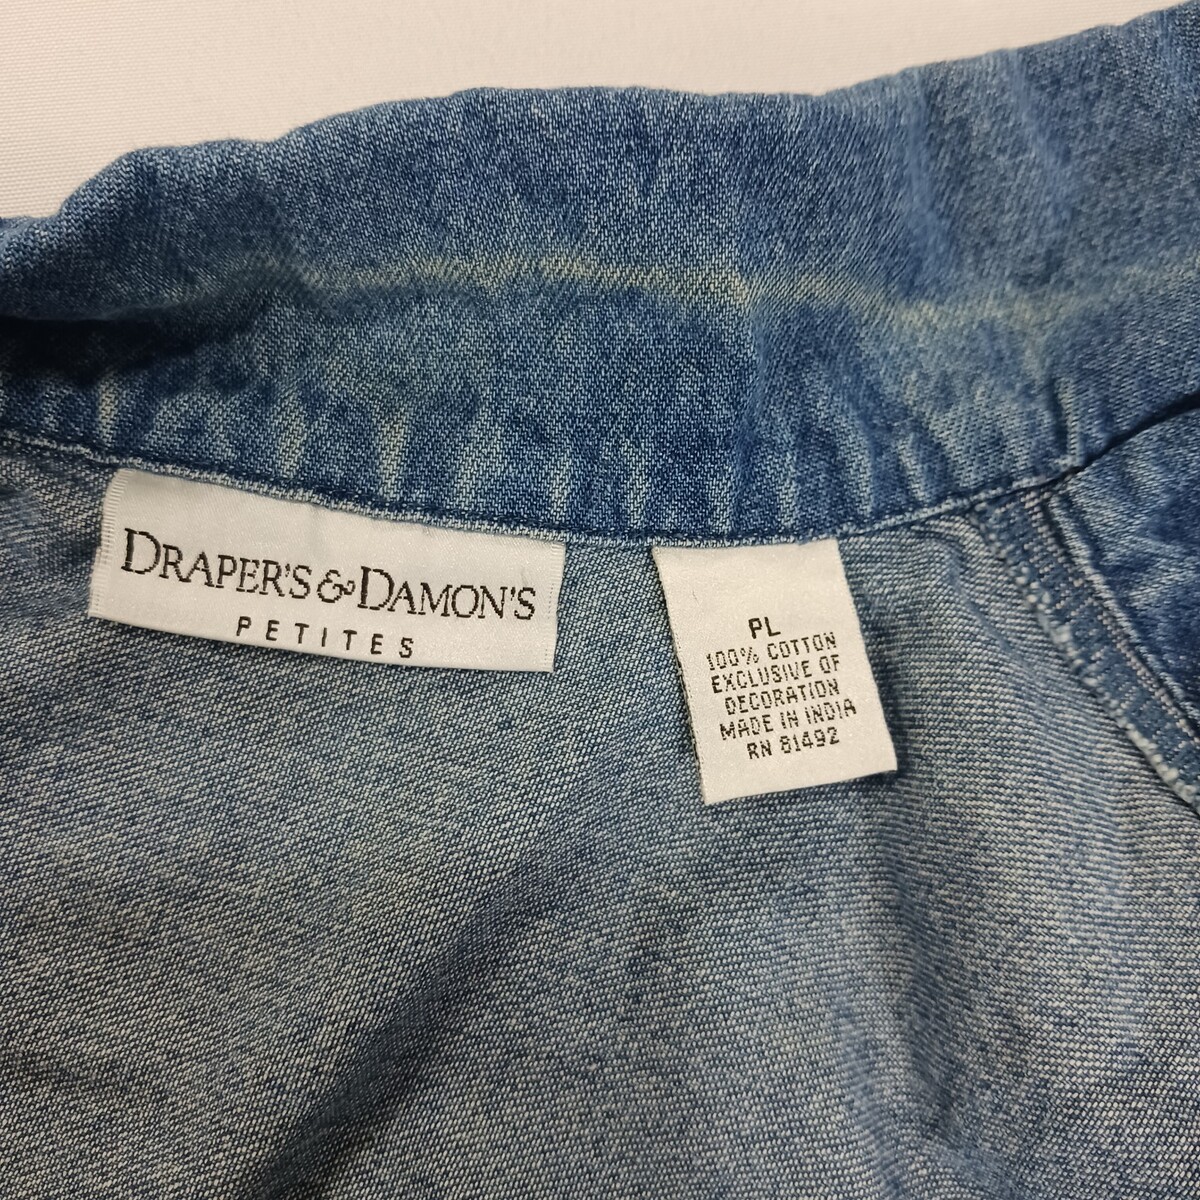 DRAPER'S & DAMON'S
PETITES
PL
100% COTTON
EXCLUSIVE OF
DECORATION
MADE IN INDIA
RN 81492